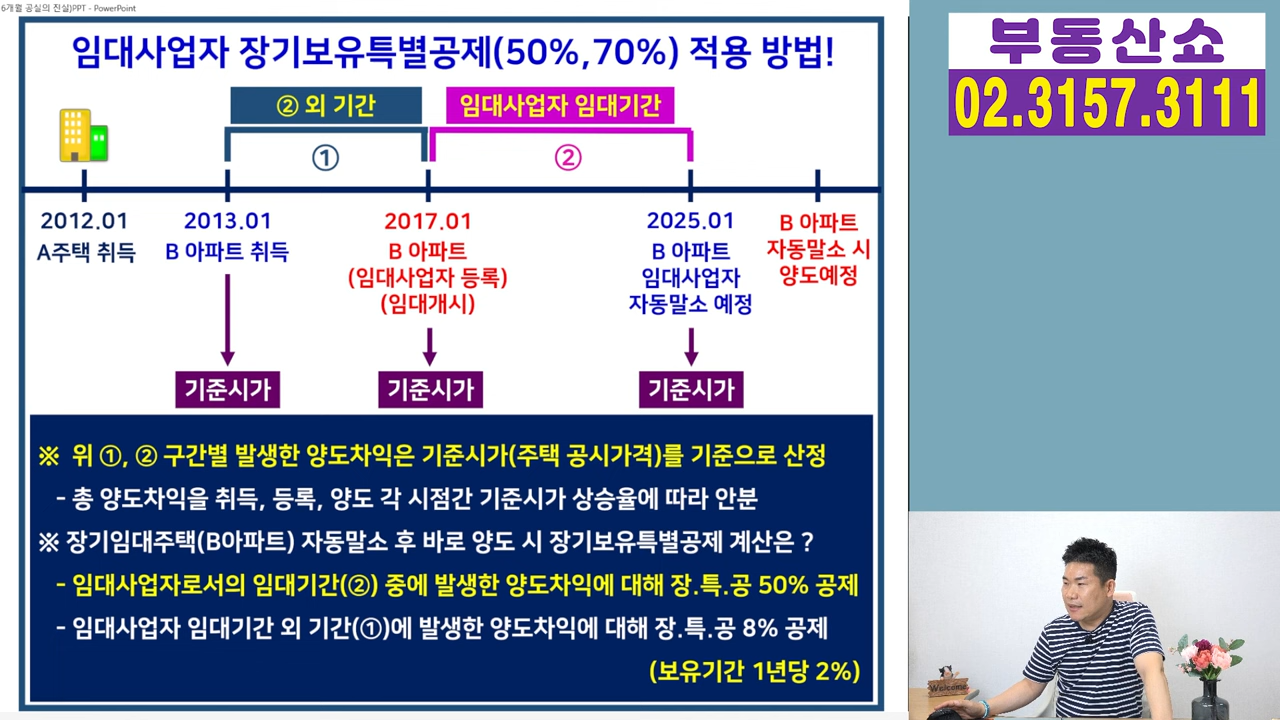 6개월 공실의 진실)PPT - PowerPoint
임대사업자 장기보유특별공제(50%,70%) 적용 방법!
② 외 기간
임대사업자 임대기간
①
②
2012.01
A주택 취득
2013.01
B 아파트 취득
2017.01
B 아파트
(임대사업자 등록)
(임대개시)
2025.01
B 아파트
임대사업자
자동말소 예정
B 아파트
자동말소 시
양도예정
기준시가
기준시가
기준시가
※ 위 ①, ② 구간별 발생한 양도차익은 기준시가(주택 공시가격)를 기준으로 산정
- 총 양도차익을 취득, 등록, 양도 각 시점간 기준시가 상승율에 따라 안분
※ 장기임대주택(B아파트) 자동말소 후 바로 양도 시 장기보유특별공제 계산은 ?
- 임대사업자로서의 임대기간(②) 중에 발생한 양도차익에 대해 장.특.공 50% 공제
- 임대사업자 임대기간 외 기간(①)에 발생한 양도차익에 대해 장.특.공 8% 공제
(보유기간 1년당 2%)
부동산쇼
02.3157.3111
Welcome